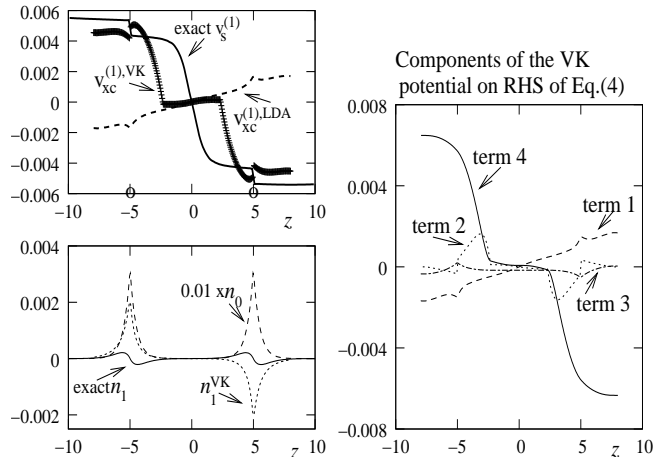 0.006
0.004
0.002
0
−0.002
−0.004
−0.006
exact v_s^(1)
v_xc^(1),VK
v_xc^(1),LDA
o
o
−10
−5
0
5
z
10
0.004
0.002
0
−0.002
0.01 xn_0
exact n_1
n_1^VK
−10
−5
0
5
z
10
Components of the VK
potential on RHS of Eq.(4)
0.008
0.004
0
−0.004
−0.008
term 4
term 2
term 1
term 3
−10
−5
0
5
z
10